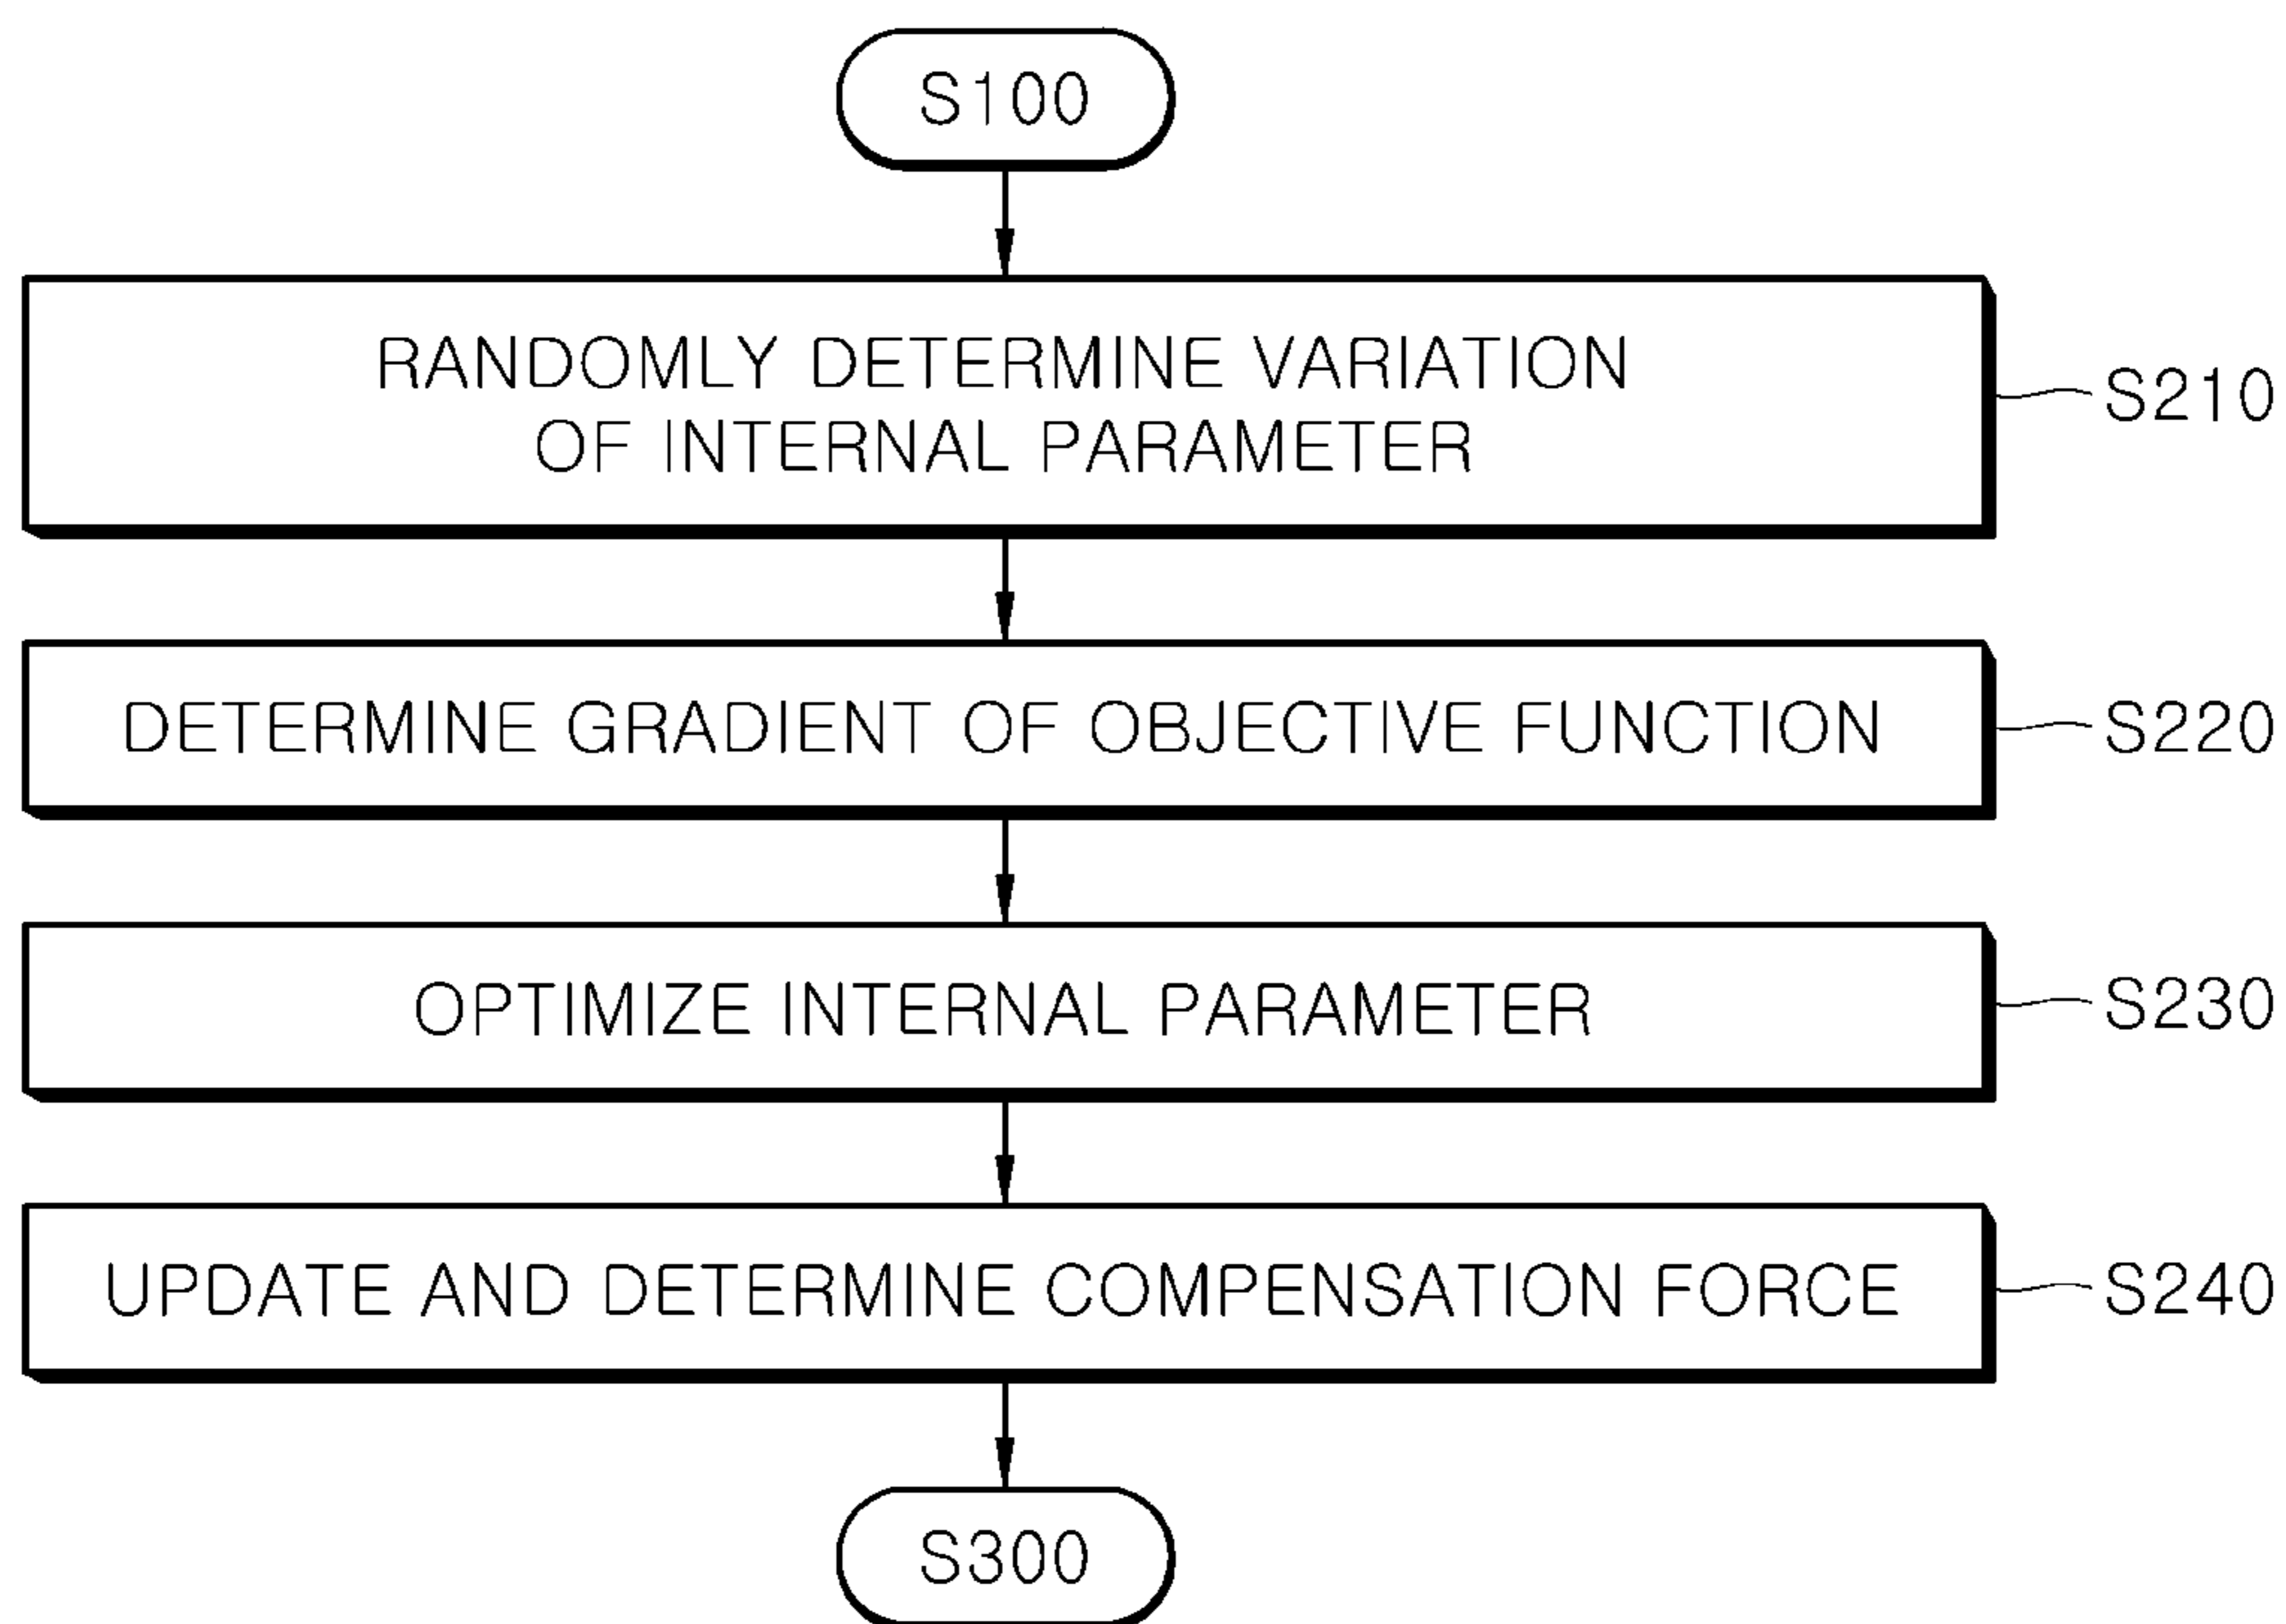 S100
RANDOMLY DETERMINE VARIATION
OF INTERNAL PARAMETER
S210
DETERMINE GRADIENT OF OBJECTIVE FUNCTION
S220
OPTIMIZE INTERNAL PARAMETER
S230
UPDATE AND DETERMINE COMPENSATION FORCE
S240
S300